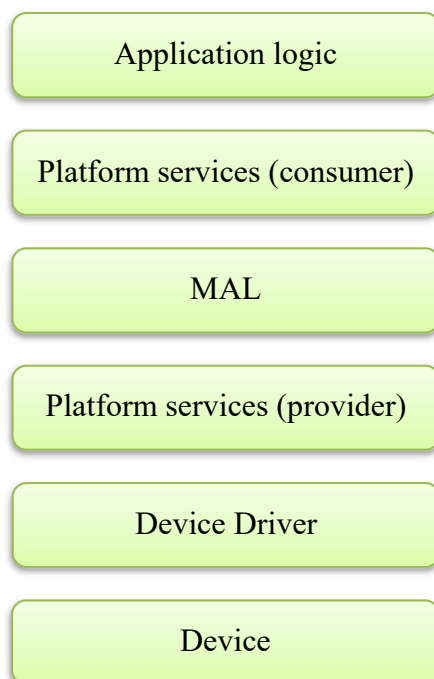 Application logic
Platform services (consumer)
MAL
Platform services (provider)
Device Driver
Device